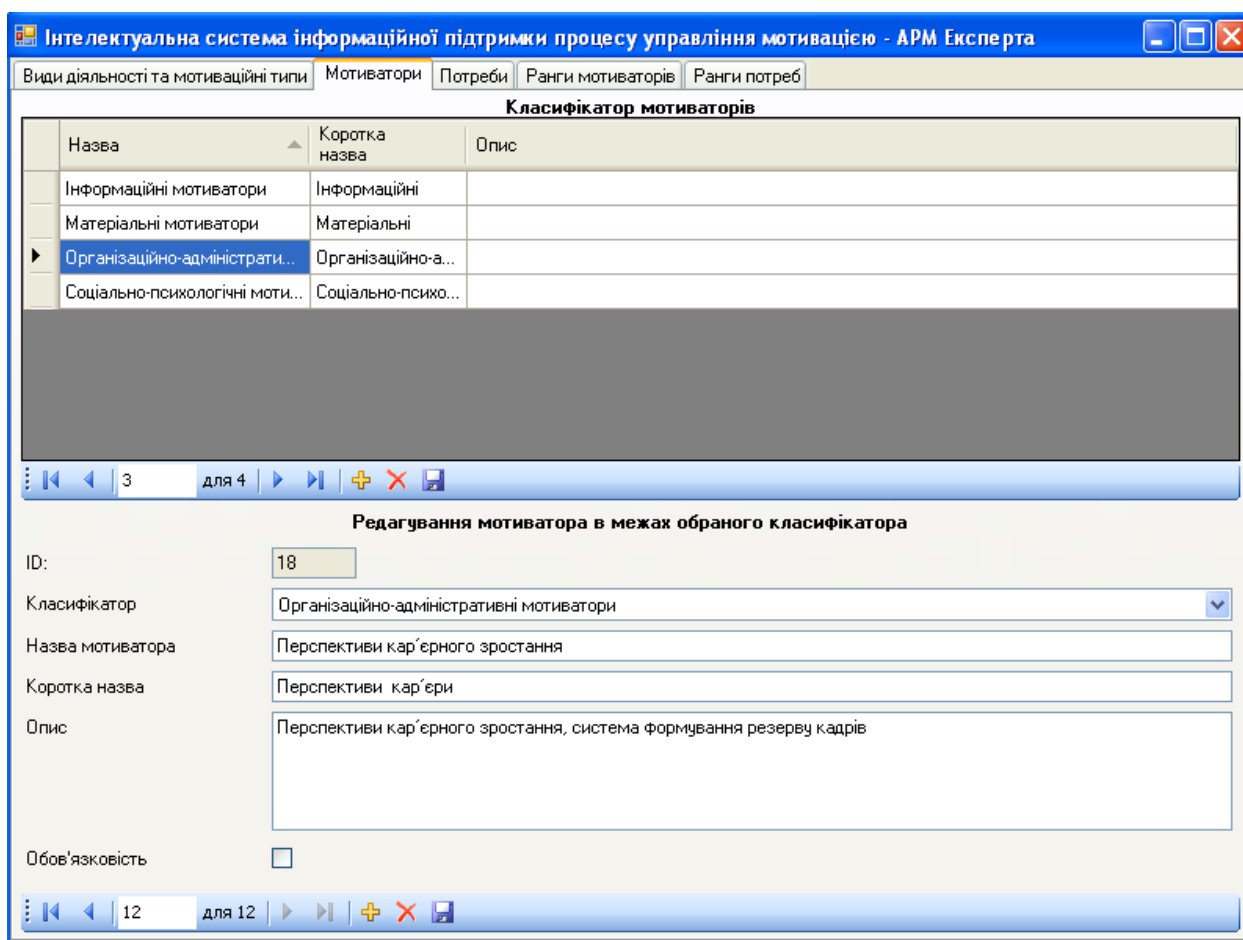 Інтелектуальна система інформаційної підтримки процесу управління мотивацією - АРМ Експерта
Види діяльності та мотиваційні типи Мотиватори Потреби Ранги мотиваторів Ранги потреб
Класифікатор мотиваторів
Назва Коротка назва Опис
Інформаційні мотиватори Інформаційні
Матеріальні мотиватори Матеріальні
Організаційно-адміністрати... Організаційно-а...
Соціально-психологічні моти... Соціально-психо...
3 для 4
Редагування мотиватора в межах обраного класифікатора
ID: 18
Класифікатор Організаційно-адміністративні мотиватори
Назва мотиватора Перспективи кар´єрного зростання
Коротка назва Перспективи кар´єри
Опис Перспективи кар´єрного зростання, система формування резерву кадрів
Обов'язковість
12 для 12